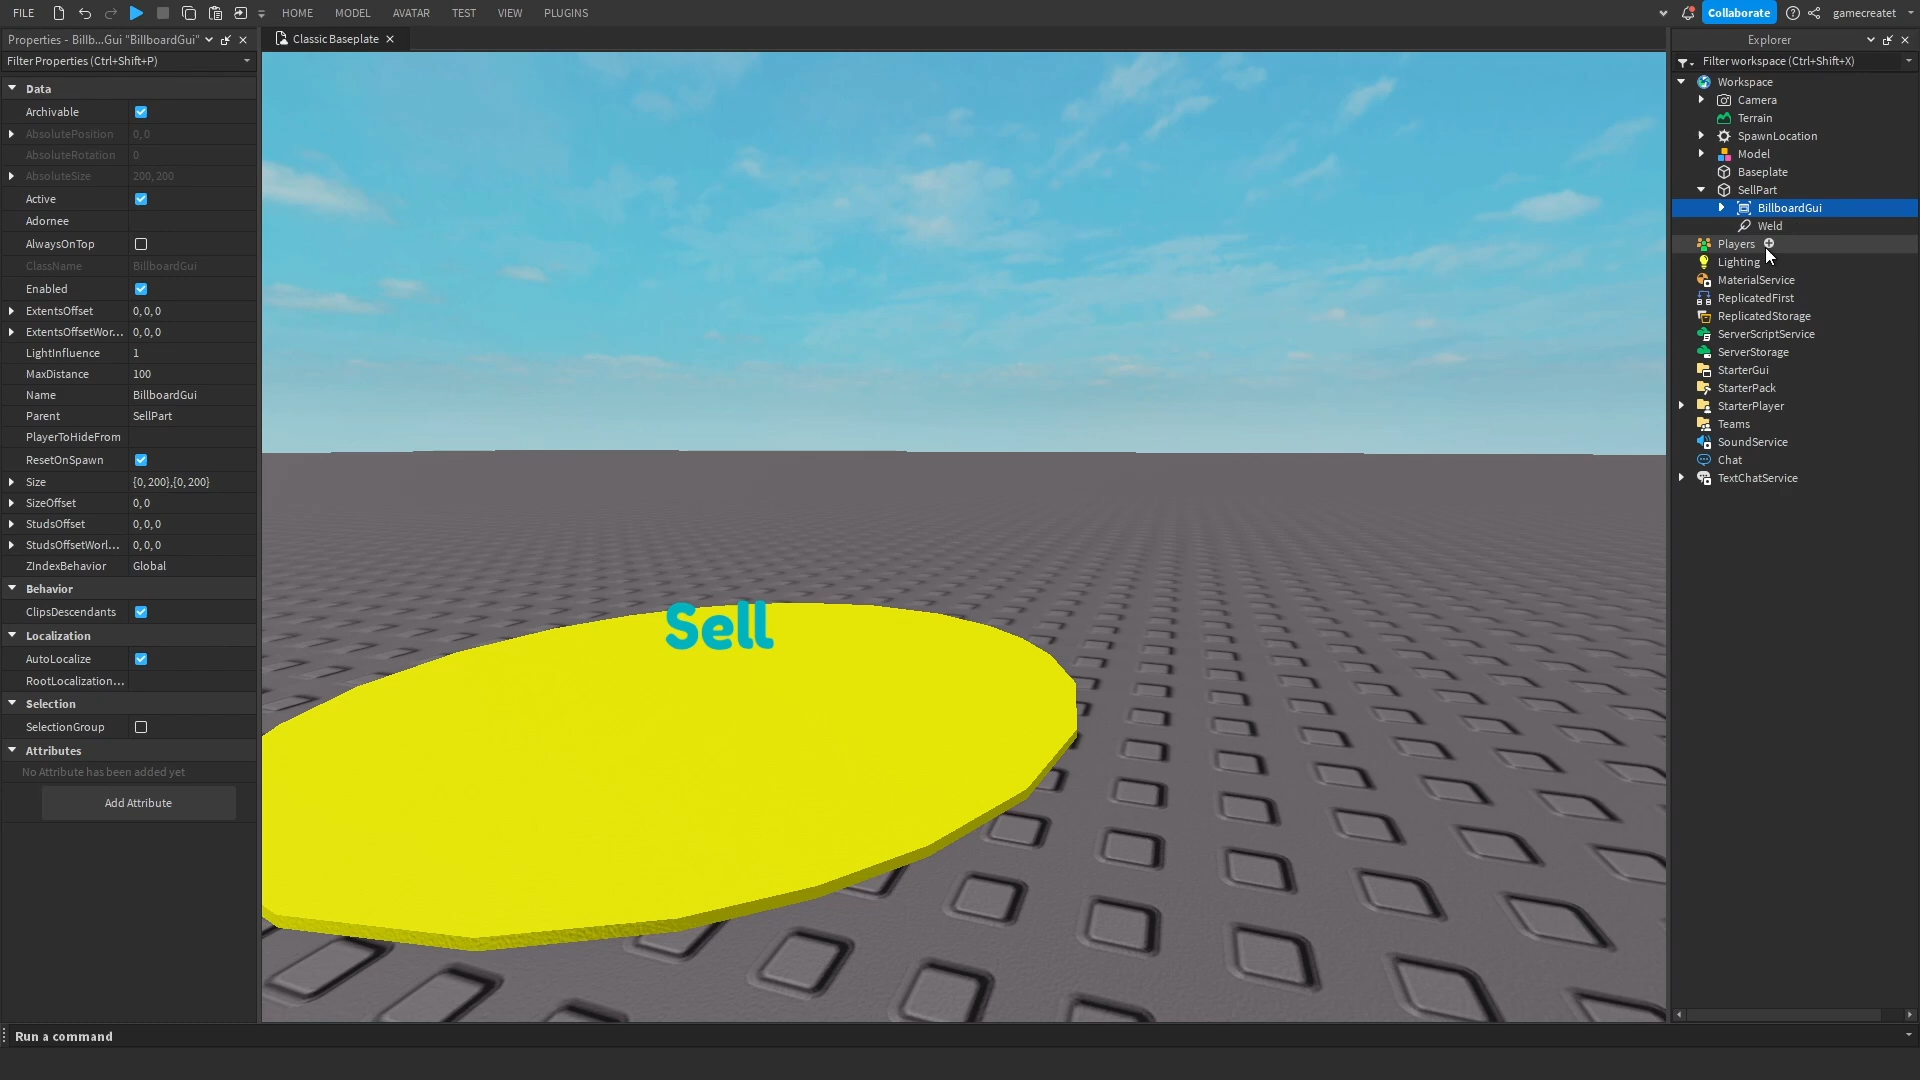 FILE
HOME
MODEL
AVATAR
TEST
VIEW
PLUGINS
Collaborate
gamecreatet
Properties - Billb...Gui "BillboardGui"
Filter Properties (Ctrl+Shift+P)
Data
Archivable
AbsolutePosition 0, 0
AbsoluteRotation 0
AbsoluteSize 200, 200
Active
Adornee
AlwaysOnTop
ClassName BillboardGui
Enabled
ExtentsOffset 0, 0, 0
ExtentsOffsetWor... 0, 0, 0
LightInfluence 1
MaxDistance 100
Name BillboardGui
Parent SellPart
PlayerToHideFrom
ResetOnSpawn
Size {0, 200},{0, 200}
SizeOffset 0, 0
StudsOffset 0, 0, 0
StudsOffsetWorl... 0, 0, 0
ZIndexBehavior Global
Behavior
ClipsDescendants
Localization
AutoLocalize
RootLocalization...
Selection
SelectionGroup
Attributes
No Attribute has been added yet
Add Attribute
Classic Baseplate
Sell
Explorer
Filter workspace (Ctrl+Shift+X)
Workspace
Camera
Terrain
SpawnLocation
Model
Baseplate
SellPart
BillboardGui
Weld
Players
Lighting
MaterialService
ReplicatedFirst
ReplicatedStorage
ServerScriptService
ServerStorage
StarterGui
StarterPack
StarterPlayer
Teams
SoundService
Chat
TextChatService
Run a command